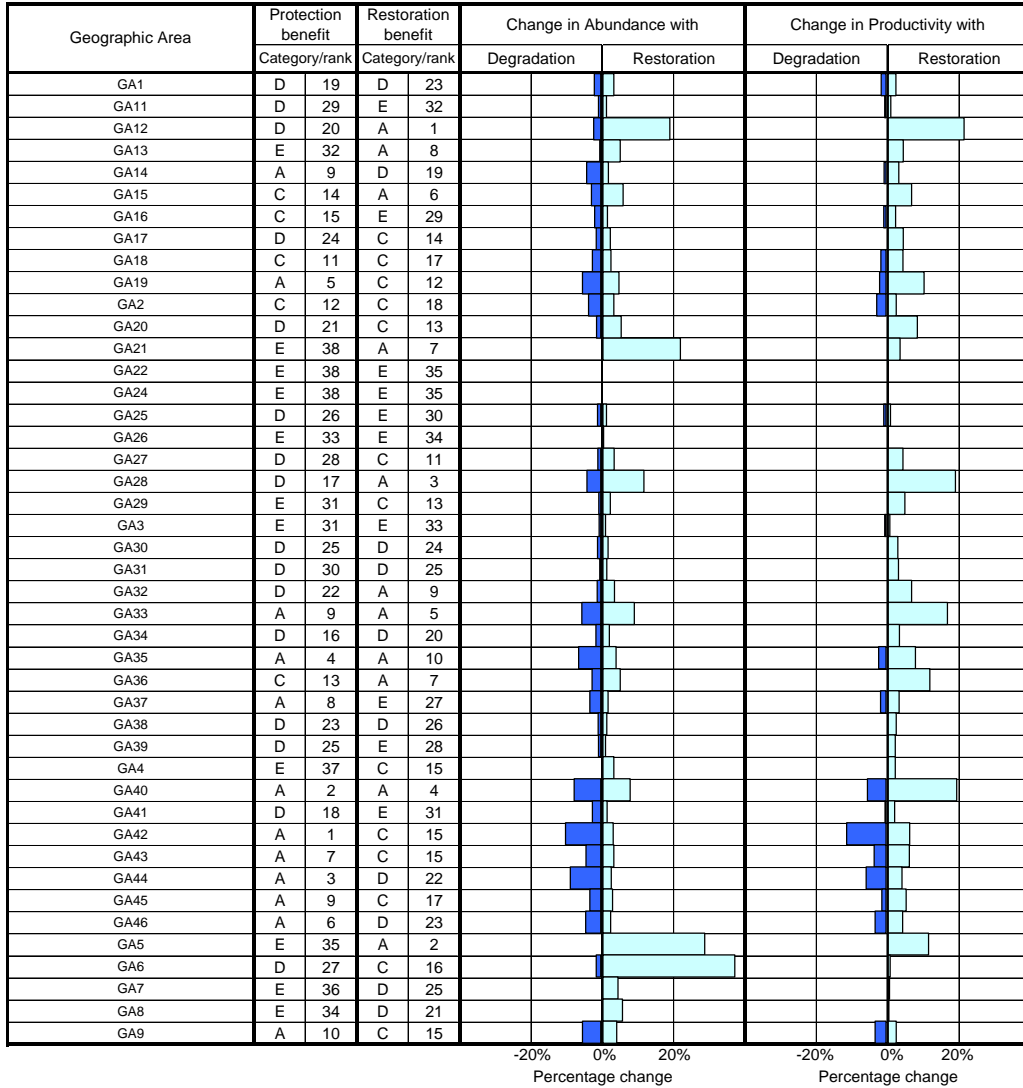 Geographic Area Protection benefit Restoration benefit Change in Abundance with Change in Productivity with
Category/rank Category/rank Degradation Restoration Degradation Restoration
GA1 D 19 D 23
GA11 D 29 E 32
GA12 D 20 A 1
GA13 E 32 A 8
GA14 A 9 D 19
GA15 C 14 A 6
GA16 C 15 E 29
GA17 D 24 C 14
GA18 C 11 C 17
GA19 A 5 C 12
GA2 C 12 C 18
GA20 D 21 C 13
GA21 E 38 A 7
GA22 E 38 E 35
GA24 E 38 E 35
GA25 D 26 E 30
GA26 E 33 E 34
GA27 D 28 C 11
GA28 D 17 A 3
GA29 E 31 C 13
GA3 E 31 E 33
GA30 D 25 D 24
GA31 D 30 D 25
GA32 D 22 A 9
GA33 A 9 A 5
GA34 D 16 D 20
GA35 A 4 A 10
GA36 C 13 A 7
GA37 A 8 E 27
GA38 D 23 D 26
GA39 D 25 E 28
GA4 E 37 C 15
GA40 A 2 A 4
GA41 D 18 E 31
GA42 A 1 C 15
GA43 A 7 C 15
GA44 A 3 D 22
GA45 A 9 C 17
GA46 A 6 D 23
GA5 E 35 A 2
GA6 D 27 C 16
GA7 E 36 D 25
GA8 E 34 D 21
GA9 A 10 C 15
-20% 0% 20% -20% 0% 20%
Percentage change Percentage change